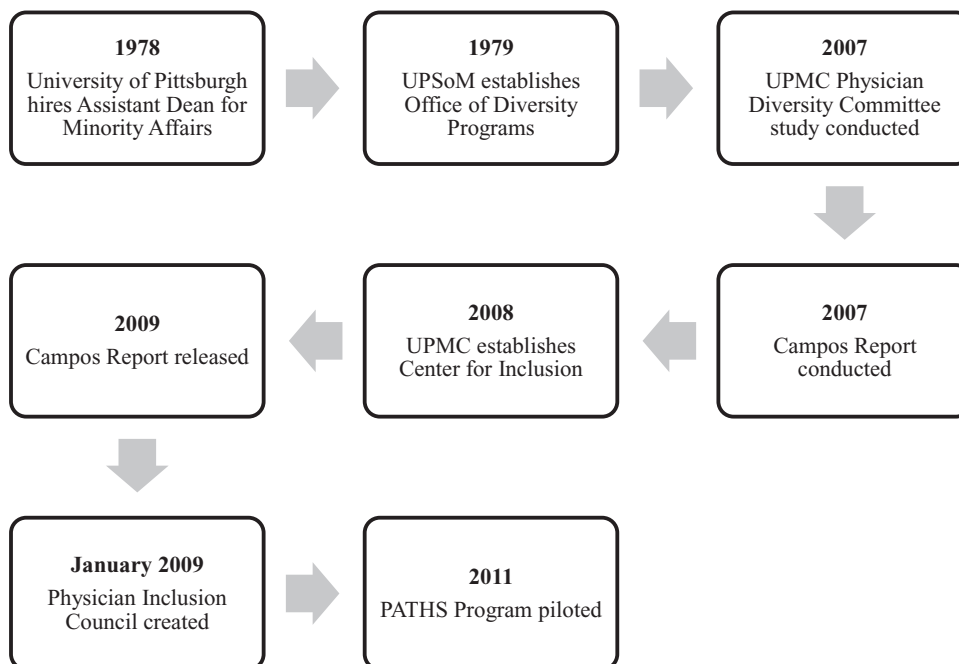 1978
University of Pittsburgh
hires Assistant Dean for
Minority Affairs
1979
UPSoM establishes
Office of Diversity
Programs
2007
UPMC Physician
Diversity Committee
study conducted
2007
Campos Report
conducted
2008
UPMC establishes
Center for Inclusion
2009
Campos Report released
January 2009
Physician Inclusion
Council created
2011
PATHS Program piloted